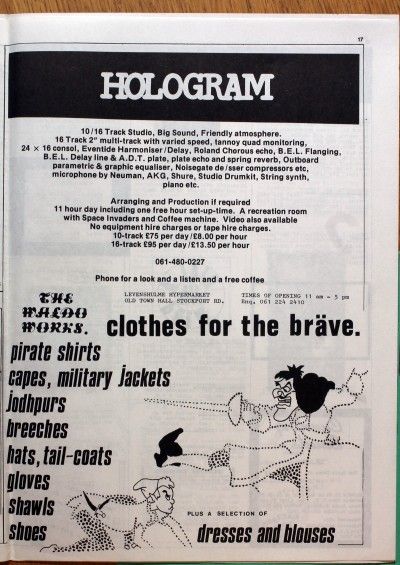 17
HOLOGRAM
10/16 Track Studio, Big Sound, Friendly atmosphere.
16 Track 2" multi-track with varied speed, tannoy quad monitoring,
24 × 16 consol, Eventide Harmoniser/Delay, Roland Chorous echo, B.E.L. Flanging,
B.E.L. Delay line & A.D.T. plate, plate echo and spring reverb, Outboard
parametric & graphic equaliser, Noisegate de/sser compressors etc,
microphone by Neuman, AKG, Shure, Studio Drumkit, String synth,
piano etc.
Arranging and Production if required
11 hour day including one free hour set-up-time. A recreation room
with Space Invaders and Coffee machine. Video also available
No equipment hire charges or tape hire charges.
10-track £75 per day/£8.00 per hour
16-track £95 per day/£13.50 per hour
061-480-0227
Phone for a look and a listen and a free coffee
THE
WALDO
WORKS.
LEVENSHULME HYPERMARKET
OLD TOWN HALL STOCKPORT RD.
TIMES OF OPENING 11 am - 5 pm
Enq. 061 224 2410
clothes for the bräve.
pirate shirts
capes, military jackets
jodhpurs
breeches
hats, tail-coats
gloves
shawls
shoes
PLUS A SELECTION OF
dresses and blouses